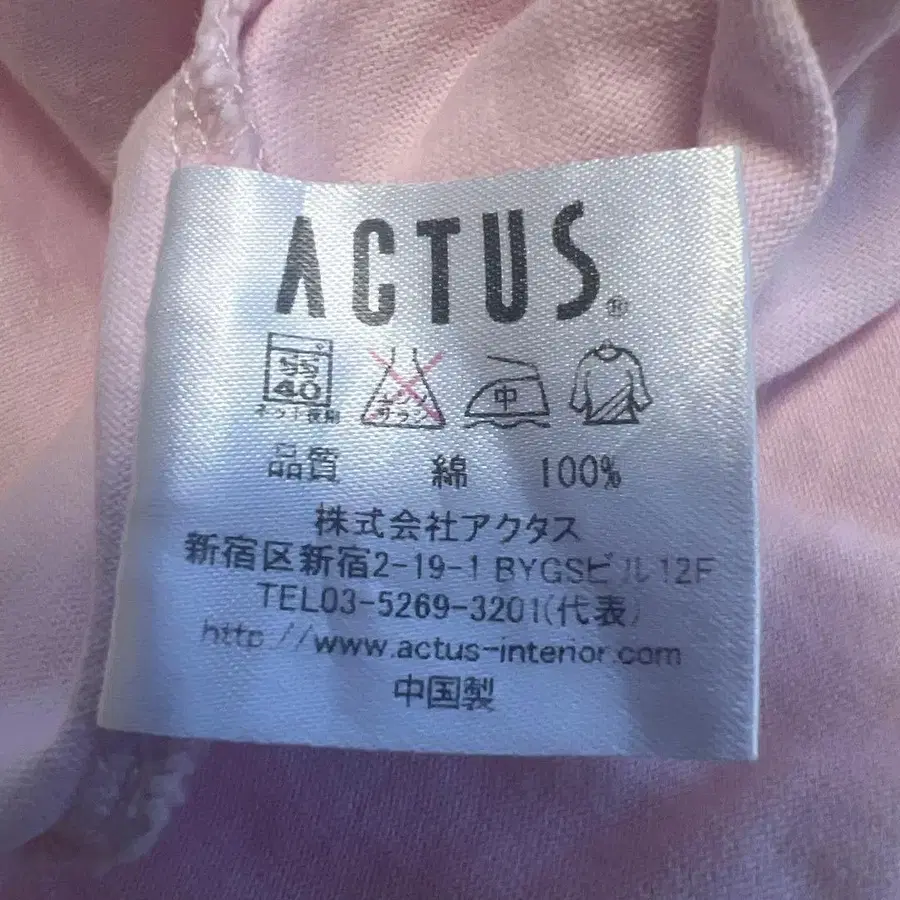 ACTUS®
40
ネット使用
中
品質 綿 100%
株式会社アクタス
新宿区新宿2-19-1 BYGSビル12F
TEL03-5269-3201(代表)
http://www.actus-interior.com
中国製